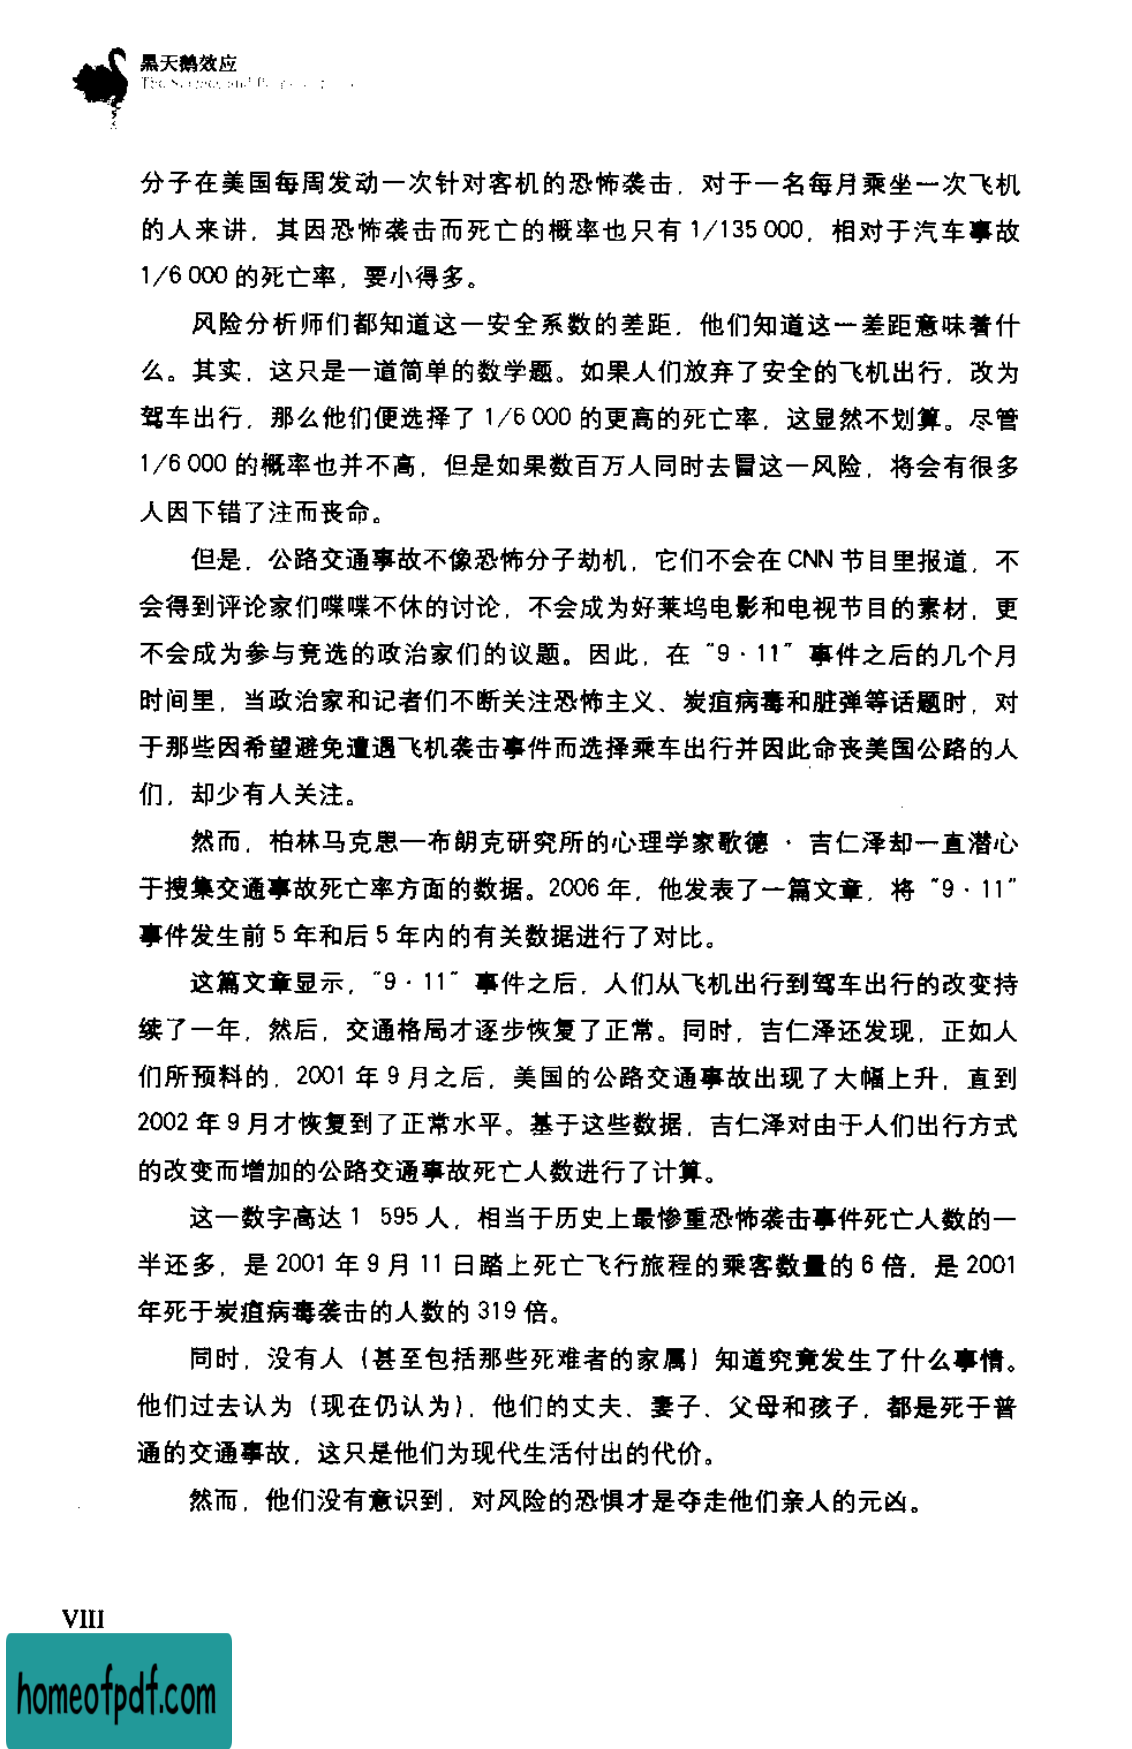 黑天鹅效应
分子在美国每周发动一次针对客机的恐怖袭击，对于一名每月乘坐一次飞机
的人来讲，其因恐怖袭击而死亡的概率也只有 1/135 000，相对于汽车事故
1/6 000 的死亡率，要小得多。
风险分析师们都知道这一安全系数的差距，他们知道这一差距意味着什
么。其实，这只是一道简单的数学题。如果人们放弃了安全的飞机出行，改为
驾车出行，那么他们便选择了 1/6 000 的更高的死亡率，这显然不划算。尽管
1/6 000 的概率也并不高，但是如果数百万人同时去冒这一风险，将会有很多
人因下错了注而丧命。
但是，公路交通事故不像恐怖分子劫机，它们不会在 CNN 节目里报道，不
会得到评论家们喋喋不休的讨论，不会成为好莱坞电影和电视节目的素材，更
不会成为参与竞选的政治家们的议题。因此，在“9·11”事件之后的几个月
时间里，当政治家和记者们不断关注恐怖主义、炭疽病毒和脏弹等话题时，对
于那些因希望避免遭遇飞机袭击事件而选择乘车出行并因此命丧美国公路的人
们，却少有人关注。
然而，柏林马克思—布朗克研究所的心理学家歌德·吉仁泽却一直潜心
于搜集交通事故死亡率方面的数据。2006 年，他发表了一篇文章，将“9·11”
事件发生前 5 年和后 5 年内的有关数据进行了对比。
这篇文章显示，“9·11”事件之后，人们从飞机出行到驾车出行的改变持
续了一年，然后，交通格局才逐步恢复了正常。同时，吉仁泽还发现，正如人
们所预料的，2001 年 9 月之后，美国的公路交通事故出现了大幅上升，直到
2002 年 9 月才恢复到了正常水平。基于这些数据，吉仁泽对由于人们出行方式
的改变而增加的公路交通事故死亡人数进行了计算。
这一数字高达 1 595 人，相当于历史上最惨重恐怖袭击事件死亡人数的一
半还多，是 2001 年 9 月 11 日踏上死亡飞行旅程的乘客数量的 6 倍，是 2001
年死于炭疽病毒袭击的人数的 319 倍。
同时，没有人（甚至包括那些死难者的家属）知道究竟发生了什么事情。
他们过去认为（现在仍认为），他们的丈夫、妻子、父母和孩子，都是死于普
通的交通事故，这只是他们为现代生活付出的代价。
然而，他们没有意识到，对风险的恐惧才是夺走他们亲人的元凶。
VIII
homeofpdf.com